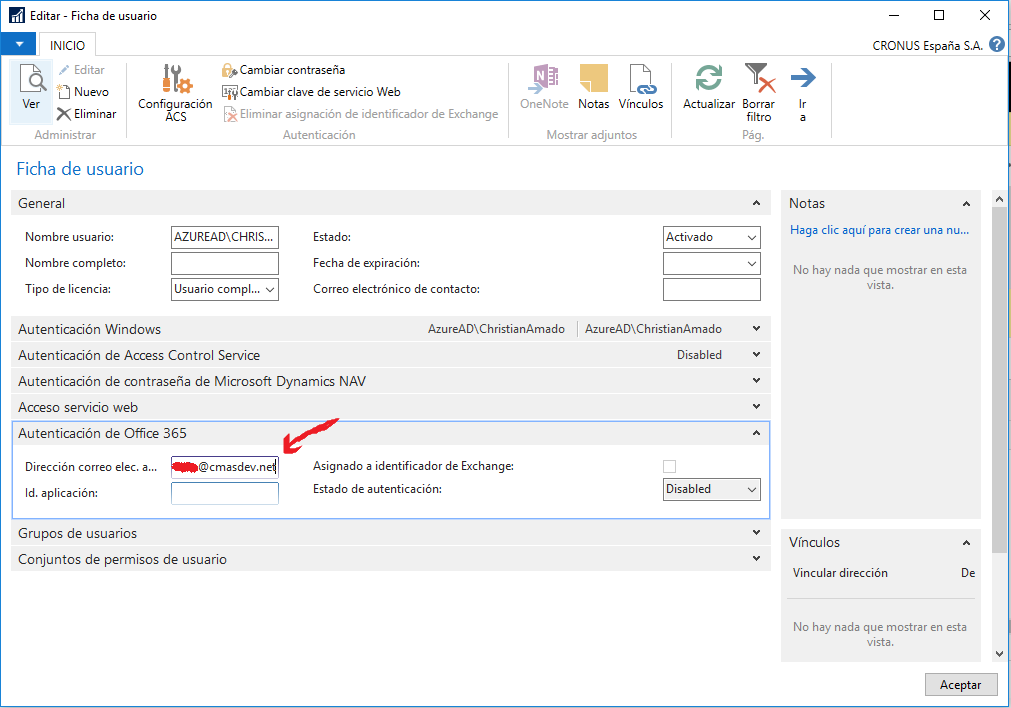 Editar - Ficha de usuario
INICIO
CRONUS España S.A.
Ver
Editar
Nuevo
Eliminar
Administrar
Configuración
ACS
Cambiar contraseña
Cambiar clave de servicio Web
Eliminar asignación de identificador de Exchange
Autenticación
OneNote
Notas
Vínculos
Mostrar adjuntos
Actualizar
Borrar
filtro
Ir
a
Pág.
Ficha de usuario
General
Nombre usuario: AZUREAD\CHRIS...
Estado: Activado
Nombre completo:
Fecha de expiración:
Tipo de licencia: Usuario compl...
Correo electrónico de contacto:
Autenticación Windows AzureAD\ChristianAmado AzureAD\ChristianAmado
Autenticación de Access Control Service Disabled
Autenticación de contraseña de Microsoft Dynamics NAV
Acceso servicio web
Autenticación de Office 365
Dirección correo elec. a... @cmasdev.net
Asignado a identificador de Exchange:
Id. aplicación:
Estado de autenticación: Disabled
Grupos de usuarios
Conjuntos de permisos de usuario
Notas
Haga clic aquí para crear una nu...
No hay nada que mostrar en esta
vista.
Vínculos
Vincular dirección De
No hay nada que mostrar en esta
vista.
Aceptar